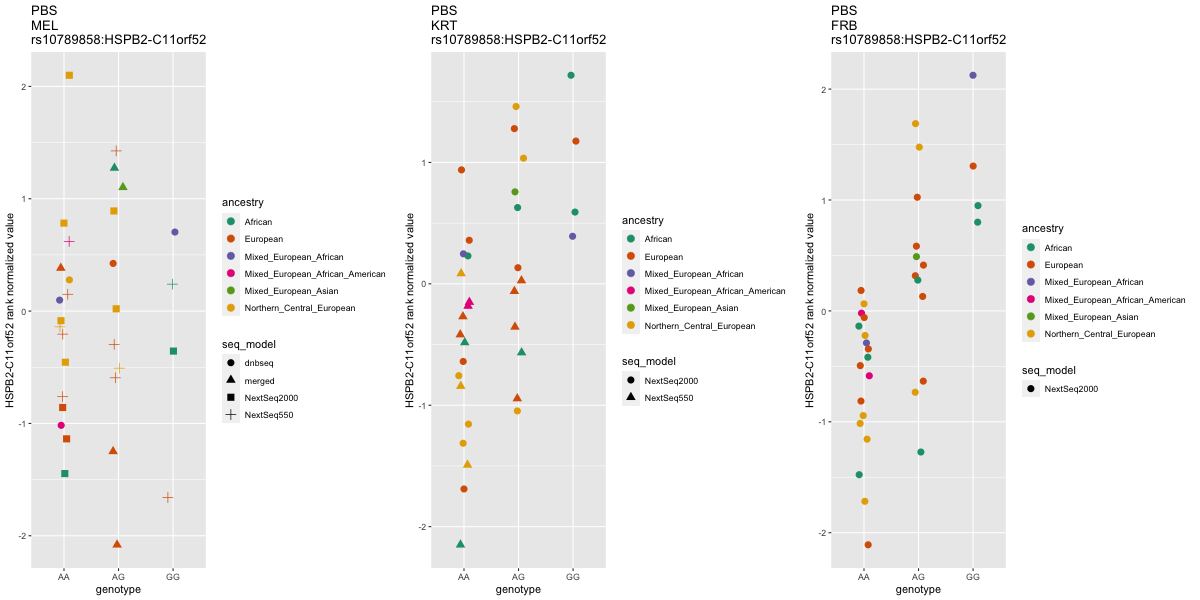 PBS
MEL
rs10789858:HSPB2-C11orf52
HSPB2-C11orf52 rank normalized value
2
1
0
-1
-2
AA
AG
GG
genotype
ancestry
African
European
Mixed_European_African
Mixed_European_African_American
Mixed_European_Asian
Northern_Central_European
seq_model
dnbseq
merged
NextSeq2000
NextSeq550
PBS
KRT
rs10789858:HSPB2-C11orf52
HSPB2-C11orf52 rank normalized value
1
0
-1
-2
AA
AG
GG
genotype
ancestry
African
European
Mixed_European_African
Mixed_European_African_American
Mixed_European_Asian
Northern_Central_European
seq_model
NextSeq2000
NextSeq550
PBS
FRB
rs10789858:HSPB2-C11orf52
HSPB2-C11orf52 rank normalized value
2
1
0
-1
-2
AA
AG
GG
genotype
ancestry
African
European
Mixed_European_African
Mixed_European_African_American
Mixed_European_Asian
Northern_Central_European
seq_model
NextSeq2000